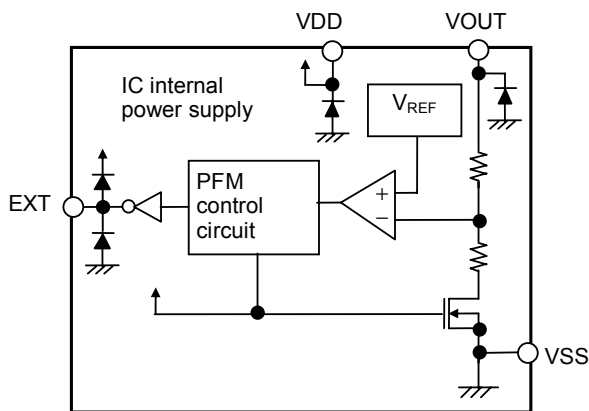 VDD
VOUT
IC internal
power supply
VREF
EXT
PFM
control
circuit
+
−
VSS